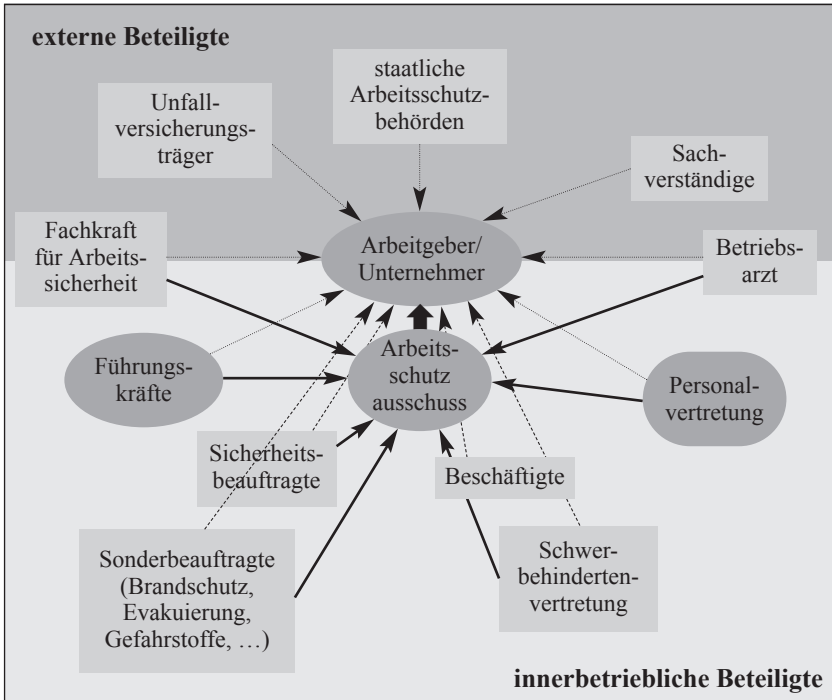 externe Beteiligte
staatliche
Arbeitsschutz-
behörden
Unfall-
versicherungs-
träger
Sach-
verständige
Fachkraft
für Arbeits-
sicherheit
Arbeitgeber/
Unternehmer
Betriebs-
arzt
Führungs-
kräfte
Arbeits-
schutz
ausschuss
Personal-
vertretung
Sicherheits-
beauftragte
Beschäftigte
Sonderbeauftragte
(Brandschutz,
Evakuierung,
Gefahrstoffe, …)
Schwer-
behinderten-
vertretung
innerbetriebliche Beteiligte